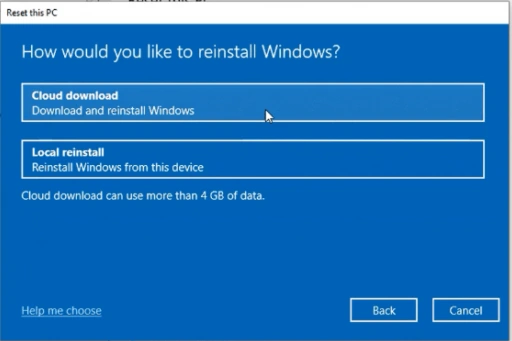 Reset this PC
How would you like to reinstall Windows?
Cloud download
Download and reinstall Windows
Local reinstall
Reinstall Windows from this device
Cloud download can use more than 4 GB of data.
Help me choose
Back
Cancel